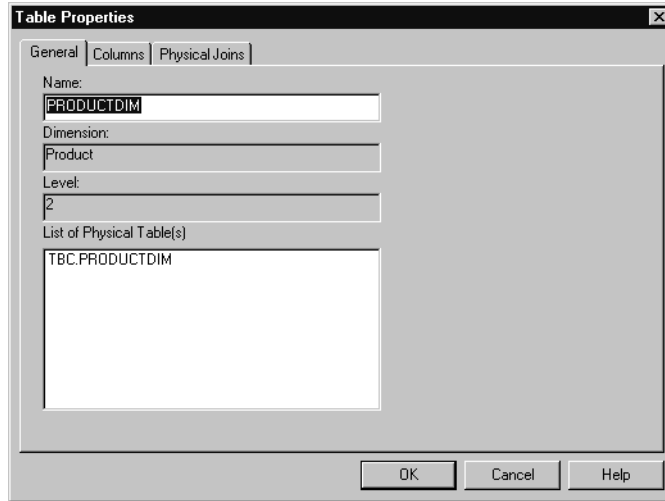 Table Properties
General Columns Physical Joins
Name:
PRODUCTDIM
Dimension:
Product
Level:
2
List of Physical Table(s)
TBC.PRODUCTDIM
OK Cancel Help